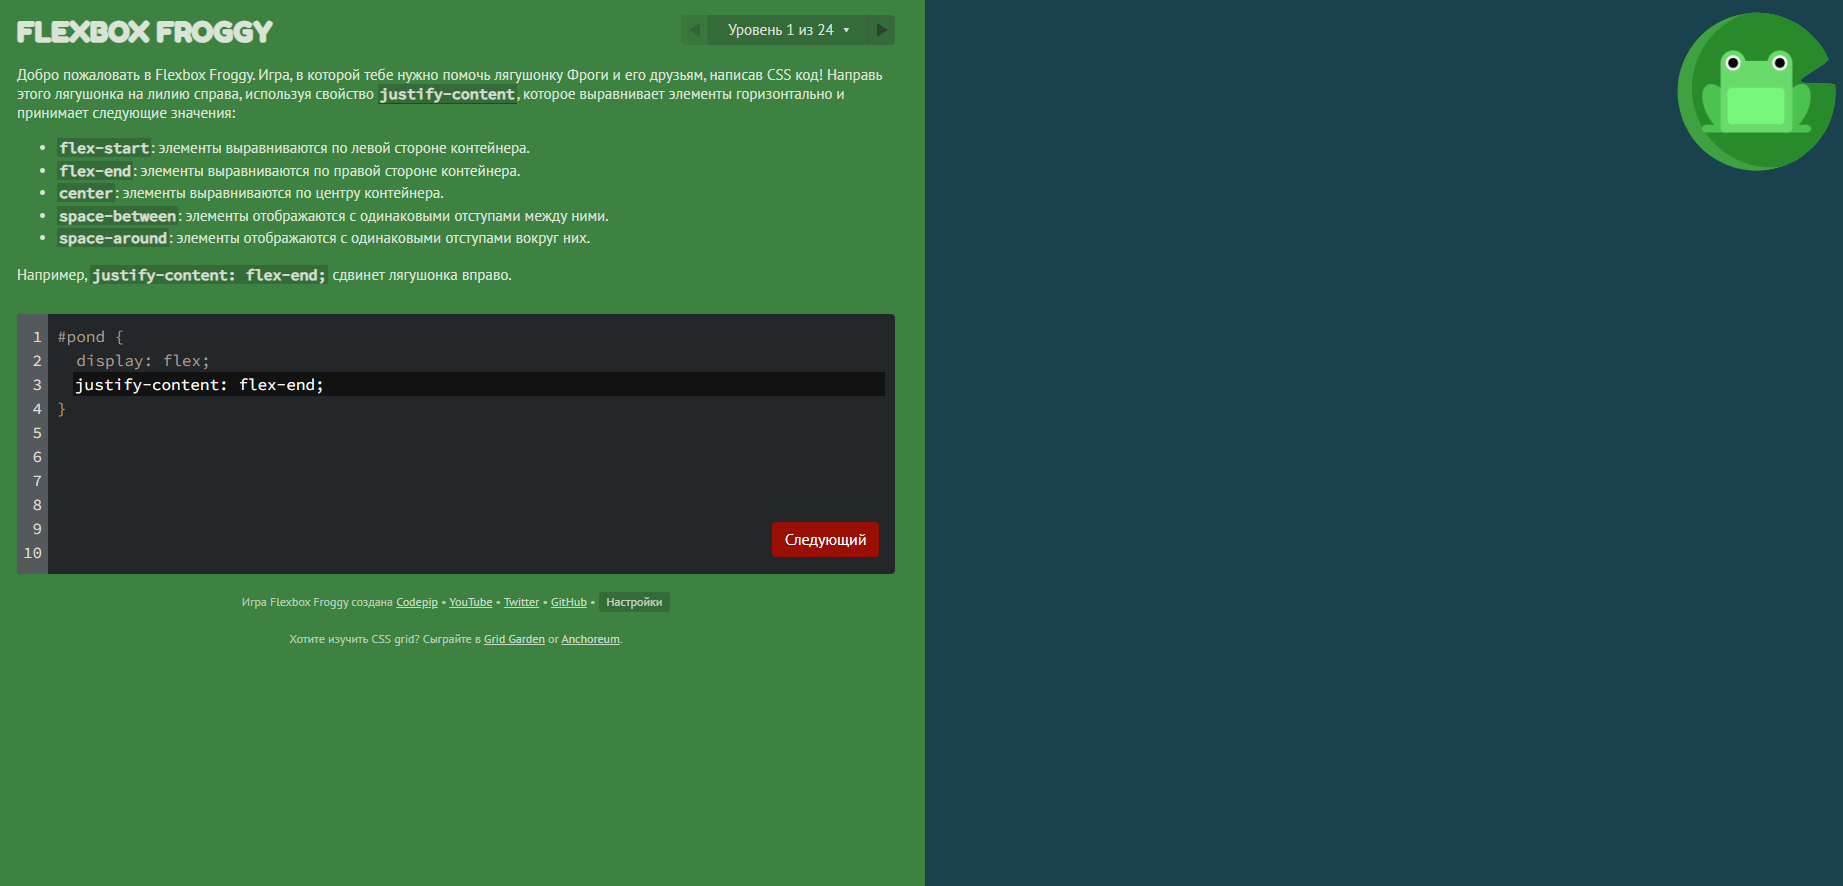 FLEXBOX FROGGY
Уровень 1 из 24
Добро пожаловать в Flexbox Froggy. Игра, в которой тебе нужно помочь лягушонку Фроги и его друзьям, написав CSS код! Направь
этого лягушонка на лилию справа, используя свойство justify-content, которое выравнивает элементы горизонтально и
принимает следующие значения:
• flex-start: элементы выравниваются по левой стороне контейнера.
• flex-end: элементы выравниваются по правой стороне контейнера.
• center: элементы выравниваются по центру контейнера.
• space-between: элементы отображаются с одинаковыми отступами между ними.
• space-around: элементы отображаются с одинаковыми отступами вокруг них.
Например, justify-content: flex-end; сдвинет лягушонка вправо.
1 #pond {
2 display: flex;
3 justify-content: flex-end;
4 }
5
6
7
8
9
10
Следующий
Игра Flexbox Froggy создана Codepip • YouTube • Twitter • GitHub • Настройки
Хотите изучить CSS grid? Сыграйте в Grid Garden or Anchoreum.